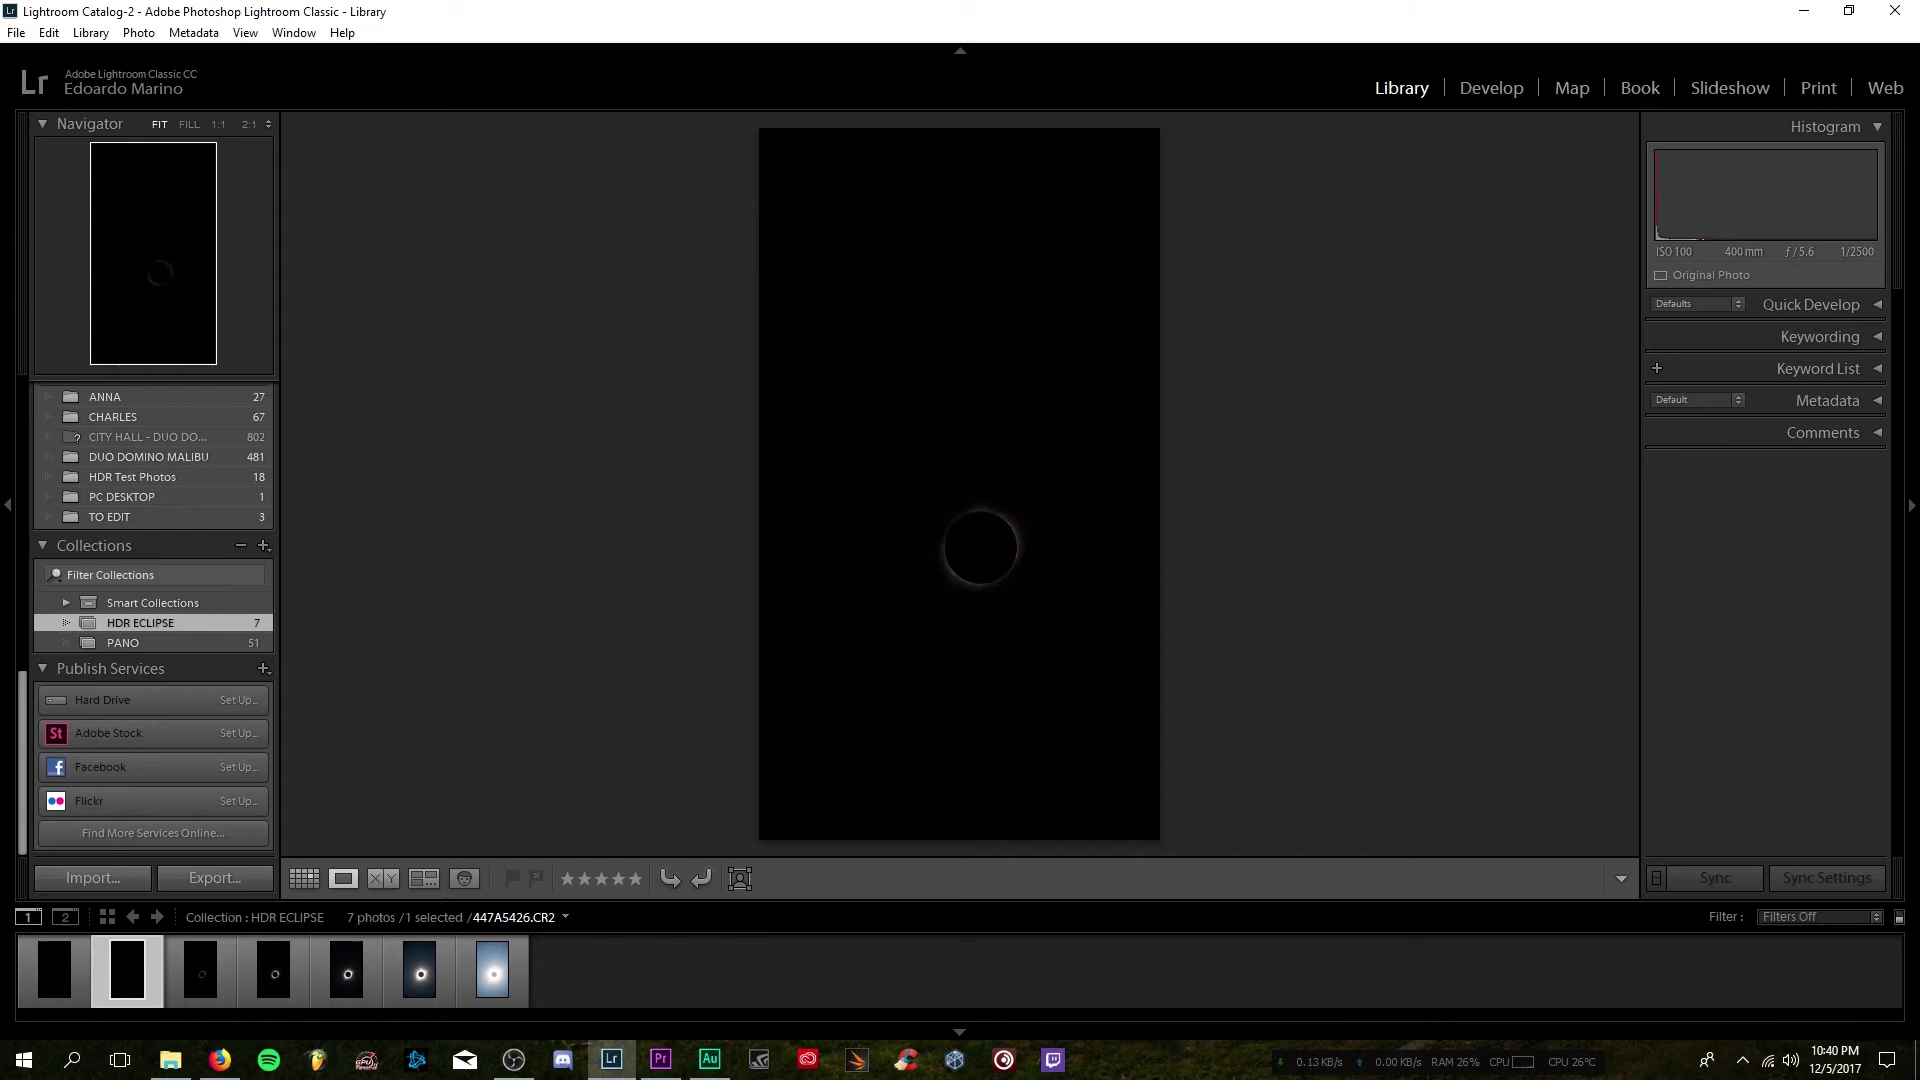 Lr Lightroom Catalog-2 - Adobe Photoshop Lightroom Classic - Library
File Edit Library Photo Metadata View Window Help
Lr Adobe Lightroom Classic CC
Edoardo Marino
Library Develop Map Book Slideshow Print Web
Navigator FIT FILL 1:1 2:1
ANNA 27
CHARLES 67
? CITY HALL - DUO DO... 802
DUO DOMINO MALIBU 481
HDR Test Photos 18
PC DESKTOP 1
TO EDIT 3
Collections
Filter Collections
Smart Collections
HDR ECLIPSE 7
PANO 51
Publish Services
Hard Drive Set Up...
St Adobe Stock Set Up...
f Facebook Set Up...
Flickr Set Up...
Find More Services Online...
Import... Export...
Histogram
ISO 100 400 mm ƒ / 5.6 1/2500
Original Photo
Defaults Quick Develop
Keywording
Keyword List
Default Metadata
Comments
X Y
Sync Sync Settings
1 2 Collection : HDR ECLIPSE 7 photos / 1 selected / 447A5426.CR2 Filter : Filters Off
Lr Pr Au
0.13 KB/s 0.00 KB/s RAM 26% CPU CPU 26°C
10:40 PM
12/5/2017